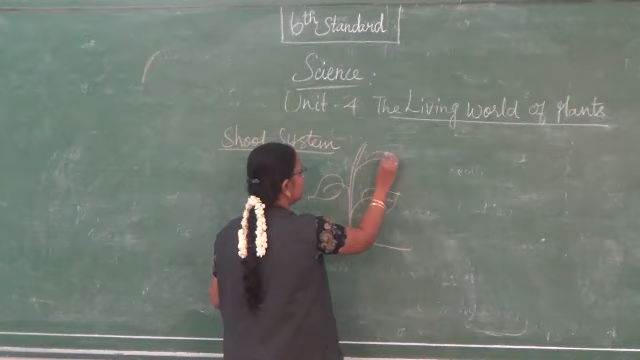 6th Standard
Science :
Unit - 4 The Living World of Plants
Shoot System